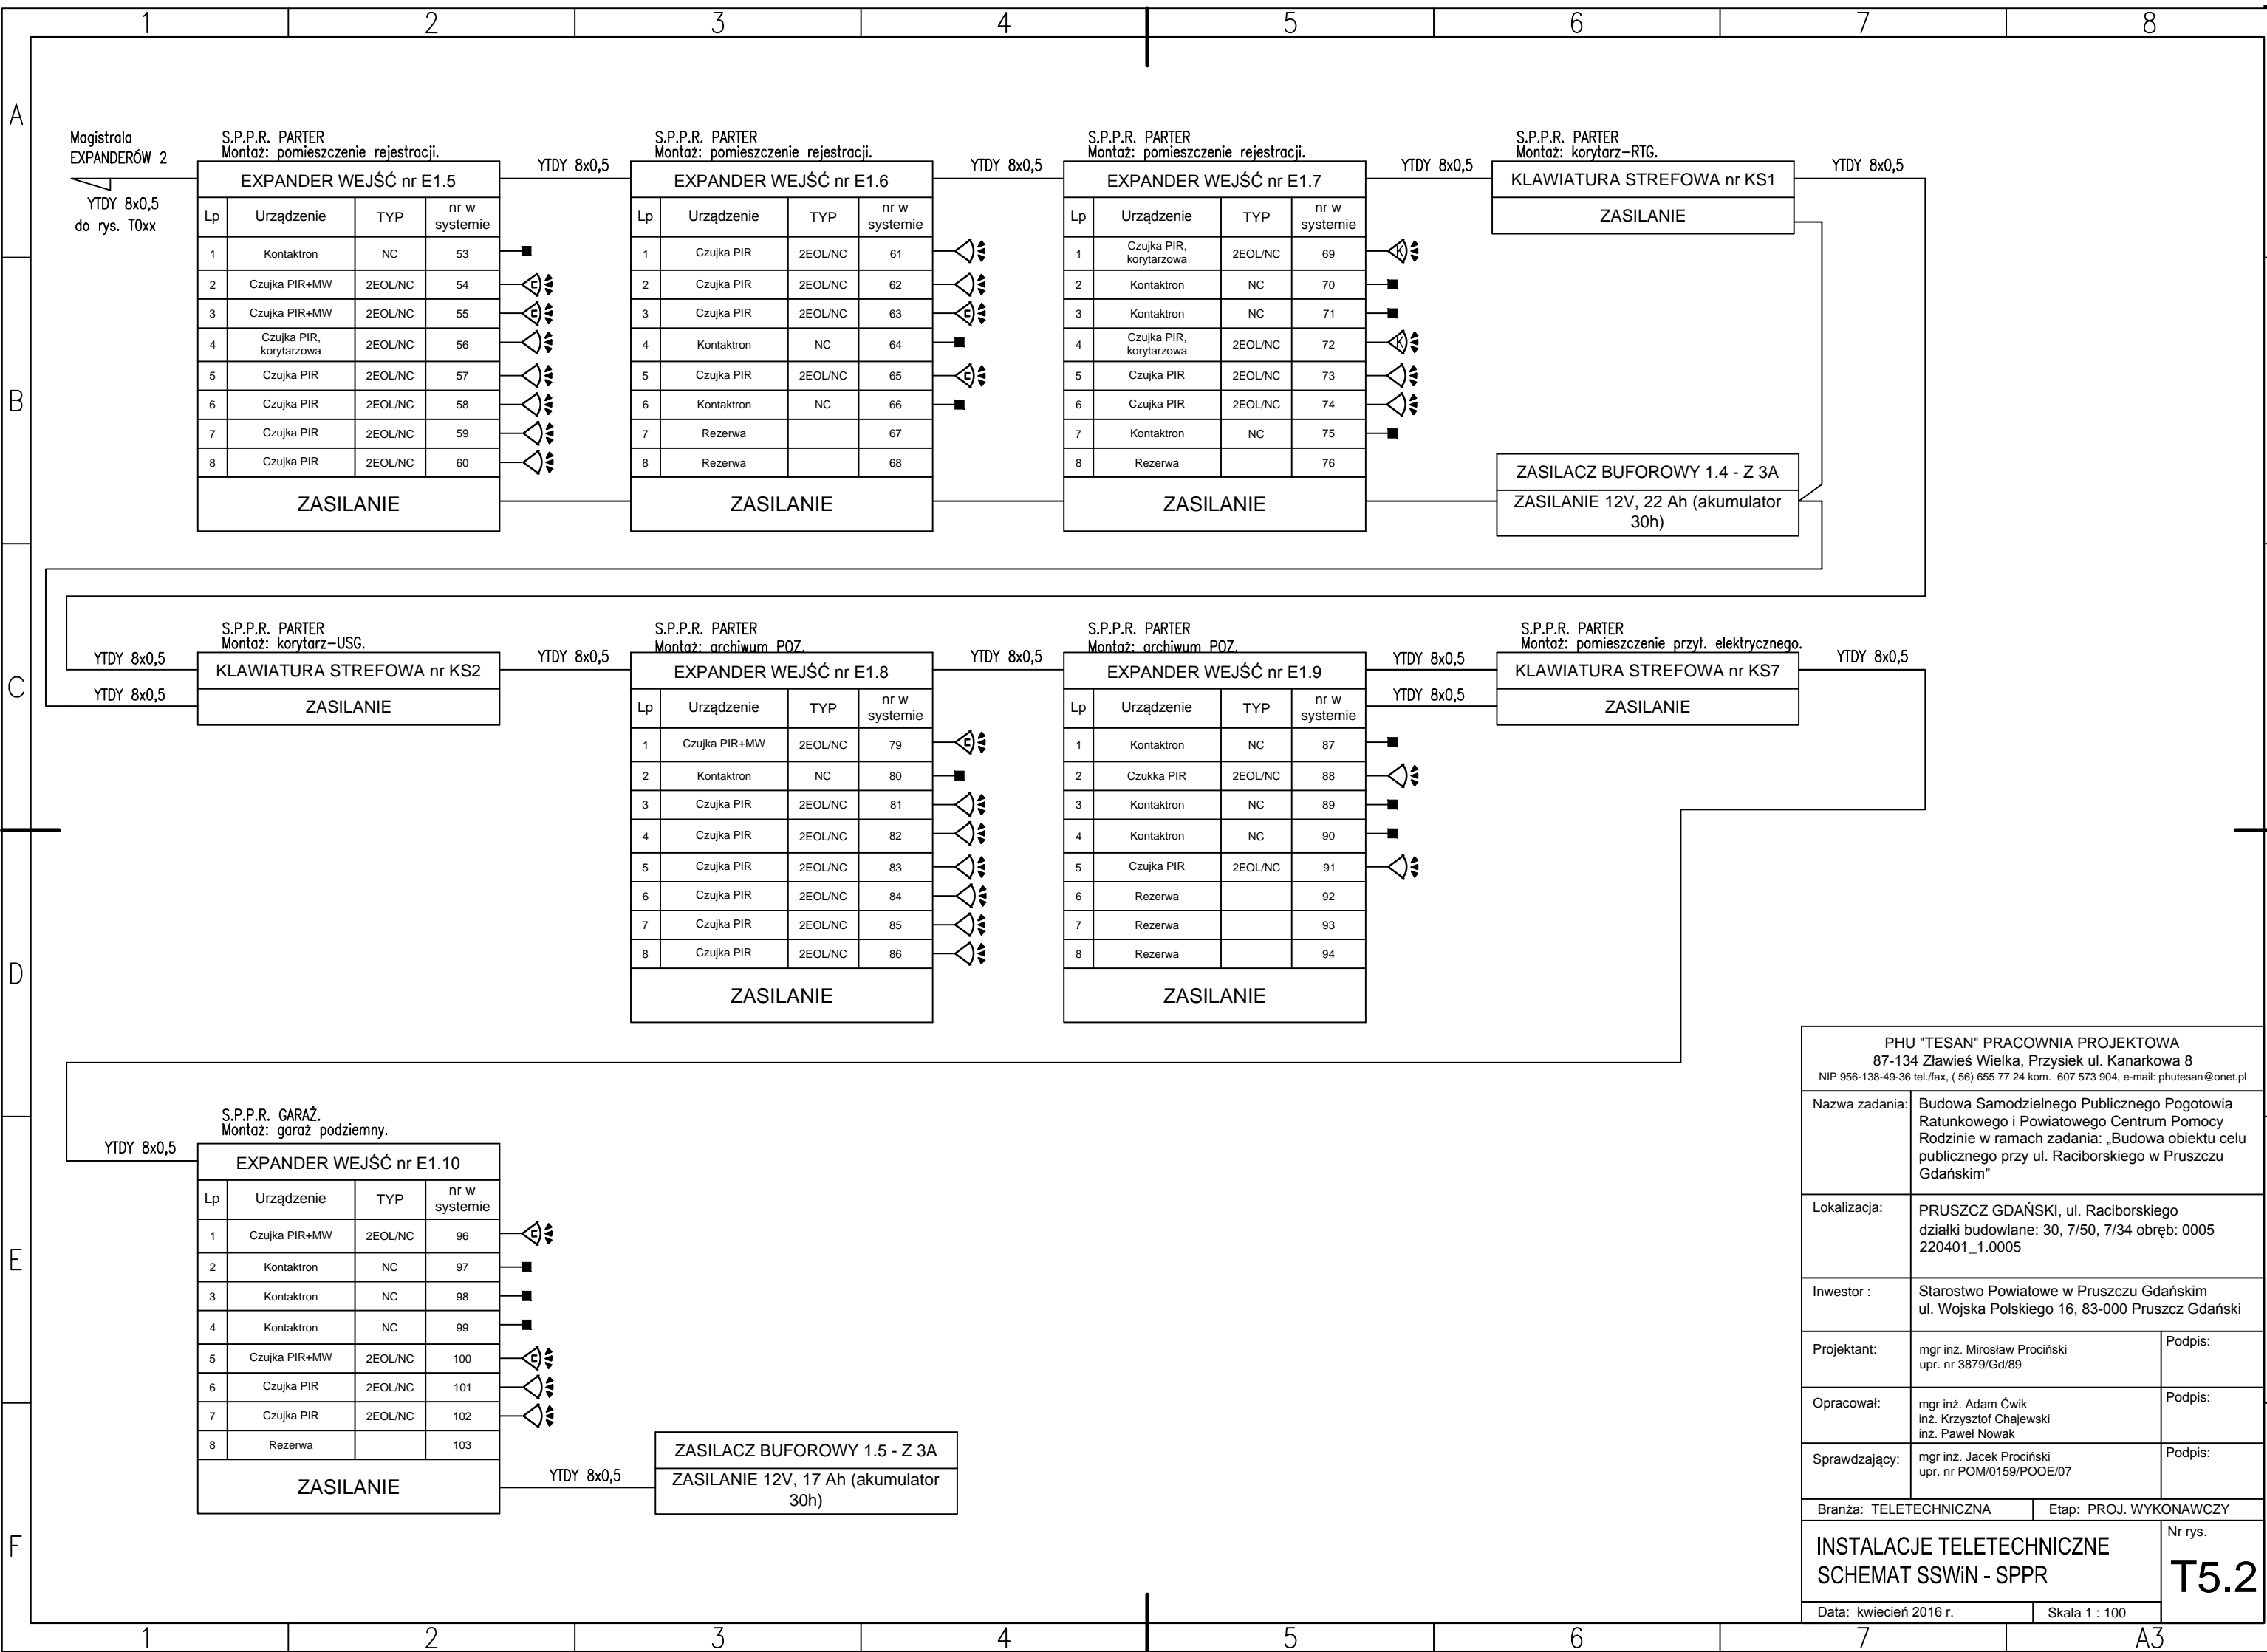 1 2 3 4 5 6 7 8
A
B
C
D
E
F
Magistrala
EXPANDERÓW 2
YTDY 8x0,5
do rys. T0xx
S.P.P.R. PARTER
Montaż: pomieszczenie rejestracji.
EXPANDER WEJŚĆ nr E1.5
Lp Urządzenie TYP nr w systemie
1 Kontaktron NC 53
2 Czujka PIR+MW 2EOL/NC 54
3 Czujka PIR+MW 2EOL/NC 55
4 Czujka PIR, korytarzowa 2EOL/NC 56
5 Czujka PIR 2EOL/NC 57
6 Czujka PIR 2EOL/NC 58
7 Czujka PIR 2EOL/NC 59
8 Czujka PIR 2EOL/NC 60
ZASILANIE
YTDY 8x0,5
S.P.P.R. PARTER
Montaż: pomieszczenie rejestracji.
EXPANDER WEJŚĆ nr E1.6
Lp Urządzenie TYP nr w systemie
1 Czujka PIR 2EOL/NC 61
2 Czujka PIR 2EOL/NC 62
3 Czujka PIR 2EOL/NC 63
4 Kontaktron NC 64
5 Czujka PIR 2EOL/NC 65
6 Kontaktron NC 66
7 Rezerwa 67
8 Rezerwa 68
ZASILANIE
YTDY 8x0,5
S.P.P.R. PARTER
Montaż: pomieszczenie rejestracji.
EXPANDER WEJŚĆ nr E1.7
Lp Urządzenie TYP nr w systemie
1 Czujka PIR, korytarzowa 2EOL/NC 69 K
2 Kontaktron NC 70
3 Kontaktron NC 71
4 Czujka PIR, korytarzowa 2EOL/NC 72 K
5 Czujka PIR 2EOL/NC 73
6 Czujka PIR 2EOL/NC 74
7 Kontaktron NC 75
8 Rezerwa 76
ZASILANIE
YTDY 8x0,5
S.P.P.R. PARTER
Montaż: korytarz-RTG.
KLAWIATURA STREFOWA nr KS1
ZASILANIE
YTDY 8x0,5
ZASILACZ BUFOROWY 1.4 - Z 3A
ZASILANIE 12V, 22 Ah (akumulator
30h)
YTDY 8x0,5
YTDY 8x0,5
S.P.P.R. PARTER
Montaż: korytarz-USG.
KLAWIATURA STREFOWA nr KS2
ZASILANIE
YTDY 8x0,5
S.P.P.R. PARTER
Montaż: archiwum POZ.
EXPANDER WEJŚĆ nr E1.8
Lp Urządzenie TYP nr w systemie
1 Czujka PIR+MW 2EOL/NC 79
2 Kontaktron NC 80
3 Czujka PIR 2EOL/NC 81
4 Czujka PIR 2EOL/NC 82
5 Czujka PIR 2EOL/NC 83
6 Czujka PIR 2EOL/NC 84
7 Czujka PIR 2EOL/NC 85
8 Czujka PIR 2EOL/NC 86
ZASILANIE
YTDY 8x0,5
S.P.P.R. PARTER
Montaż: archiwum POZ.
EXPANDER WEJŚĆ nr E1.9
Lp Urządzenie TYP nr w systemie
1 Kontaktron NC 87
2 Czukka PIR 2EOL/NC 88
3 Kontaktron NC 89
4 Kontaktron NC 90
5 Czujka PIR 2EOL/NC 91
6 Rezerwa 92
7 Rezerwa 93
8 Rezerwa 94
ZASILANIE
YTDY 8x0,5
YTDY 8x0,5
S.P.P.R. PARTER
Montaż: pomieszczenie przył. elektrycznego.
KLAWIATURA STREFOWA nr KS7
ZASILANIE
YTDY 8x0,5
YTDY 8x0,5
S.P.P.R. GARAŻ.
Montaż: garaż podziemny.
EXPANDER WEJŚĆ nr E1.10
Lp Urządzenie TYP nr w systemie
1 Czujka PIR+MW 2EOL/NC 96
2 Kontaktron NC 97
3 Kontaktron NC 98
4 Kontaktron NC 99
5 Czujka PIR+MW 2EOL/NC 100
6 Czujka PIR 2EOL/NC 101
7 Czujka PIR 2EOL/NC 102
8 Rezerwa 103
ZASILANIE
YTDY 8x0,5
ZASILACZ BUFOROWY 1.5 - Z 3A
ZASILANIE 12V, 17 Ah (akumulator
30h)
PHU "TESAN" PRACOWNIA PROJEKTOWA
87-134 Zławieś Wielka, Przysiek ul. Kanarkowa 8
NIP 956-138-49-36 tel./fax, ( 56) 655 77 24 kom. 607 573 904, e-mail: phutesan@onet.pl
Nazwa zadania: Budowa Samodzielnego Publicznego Pogotowia
Ratunkowego i Powiatowego Centrum Pomocy
Rodzinie w ramach zadania: „Budowa obiektu celu
publicznego przy ul. Raciborskiego w Pruszczu
Gdańskim"
Lokalizacja: PRUSZCZ GDAŃSKI, ul. Raciborskiego
działki budowlane: 30, 7/50, 7/34 obręb: 0005
220401_1.0005
Inwestor : Starostwo Powiatowe w Pruszczu Gdańskim
ul. Wojska Polskiego 16, 83-000 Pruszcz Gdański
Projektant: mgr inż. Mirosław Prociński Podpis:
upr. nr 3879/Gd/89
Opracował: mgr inż. Adam Ćwik Podpis:
inż. Krzysztof Chajewski
inż. Paweł Nowak
Sprawdzający: mgr inż. Jacek Prociński Podpis:
upr. nr POM/0159/POOE/07
Branża: TELETECHNICZNA Etap: PROJ. WYKONAWCZY
INSTALACJE TELETECHNICZNE
SCHEMAT SSWiN - SPPR
Nr rys.
T5.2
Data: kwiecień 2016 r. Skala 1 : 100
1 2 3 4 5 6 7 A3